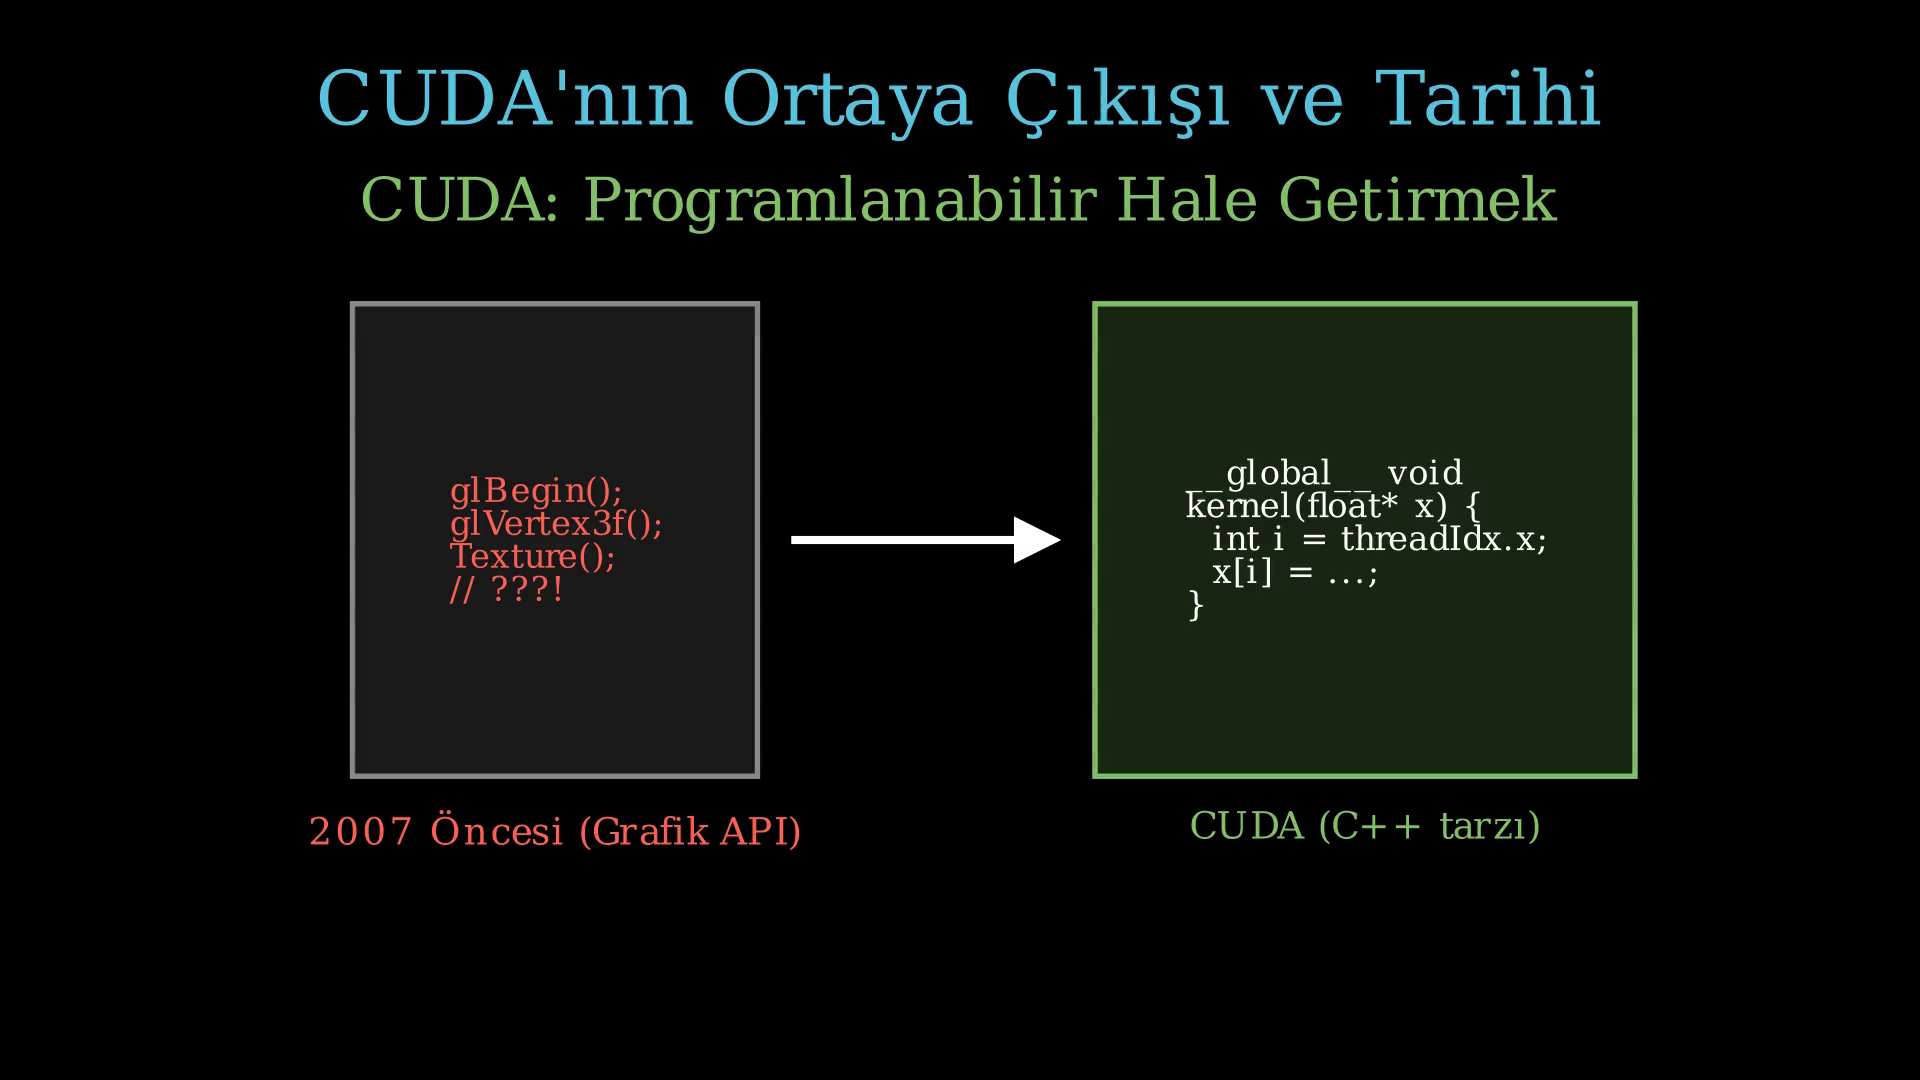 CUDA'nın Ortaya Çıkışı ve Tarihi
CUDA: Programlanabilir Hale Getirmek
glBegin();
glVertex3f();
Texture();
// ???!
2007 Öncesi (Grafik API)
__global__ void
kernel(float* x) {
  int i = threadIdx.x;
  x[i] = ...;
}
CUDA (C++ tarzı)